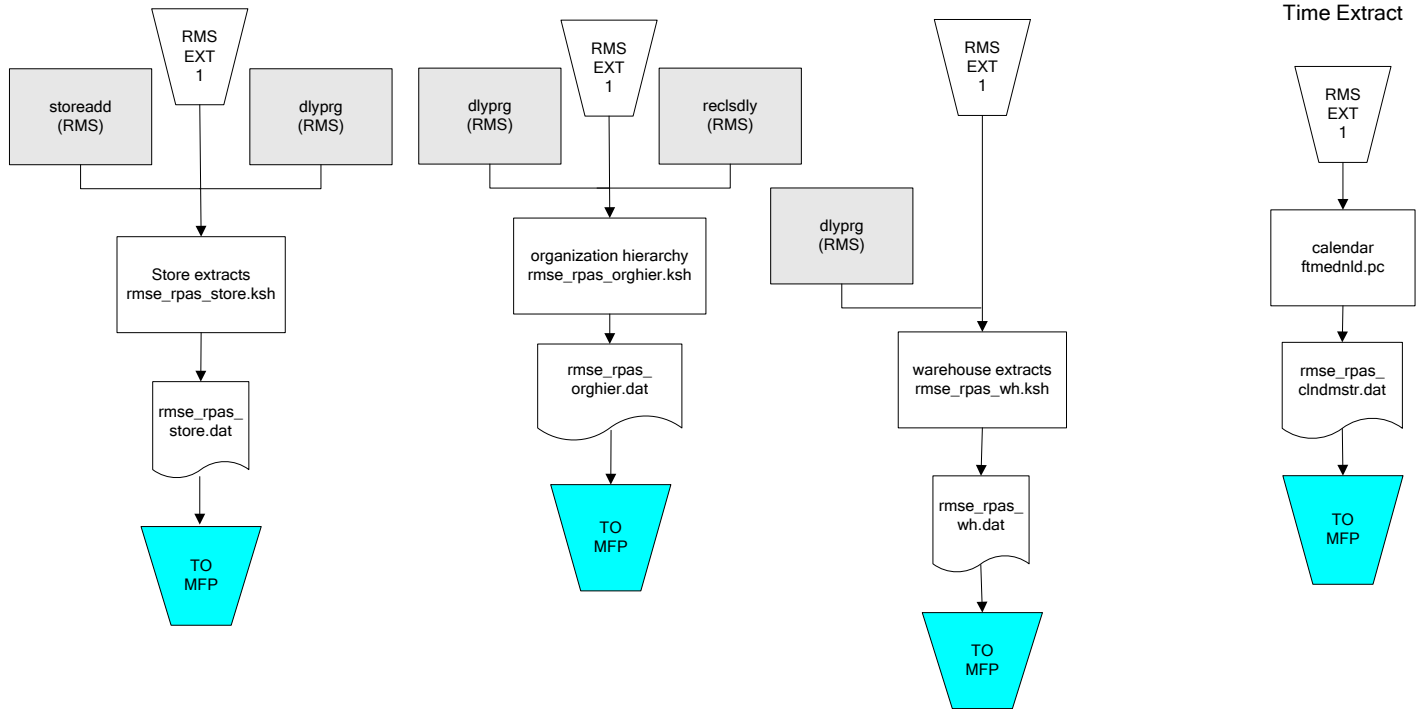 Time Extract
RMS
EXT
1
storeadd
(RMS)
dlyprg
(RMS)
Store extracts
rmse_rpas_store.ksh
rmse_rpas_
store.dat
TO
MFP
RMS
EXT
1
dlyprg
(RMS)
reclsdly
(RMS)
organization hierarchy
rmse_rpas_orghier.ksh
rmse_rpas_
orghier.dat
TO
MFP
RMS
EXT
1
dlyprg
(RMS)
warehouse extracts
rmse_rpas_wh.ksh
rmse_rpas_
wh.dat
TO
MFP
RMS
EXT
1
calendar
ftmednld.pc
rmse_rpas_
clndmstr.dat
TO
MFP